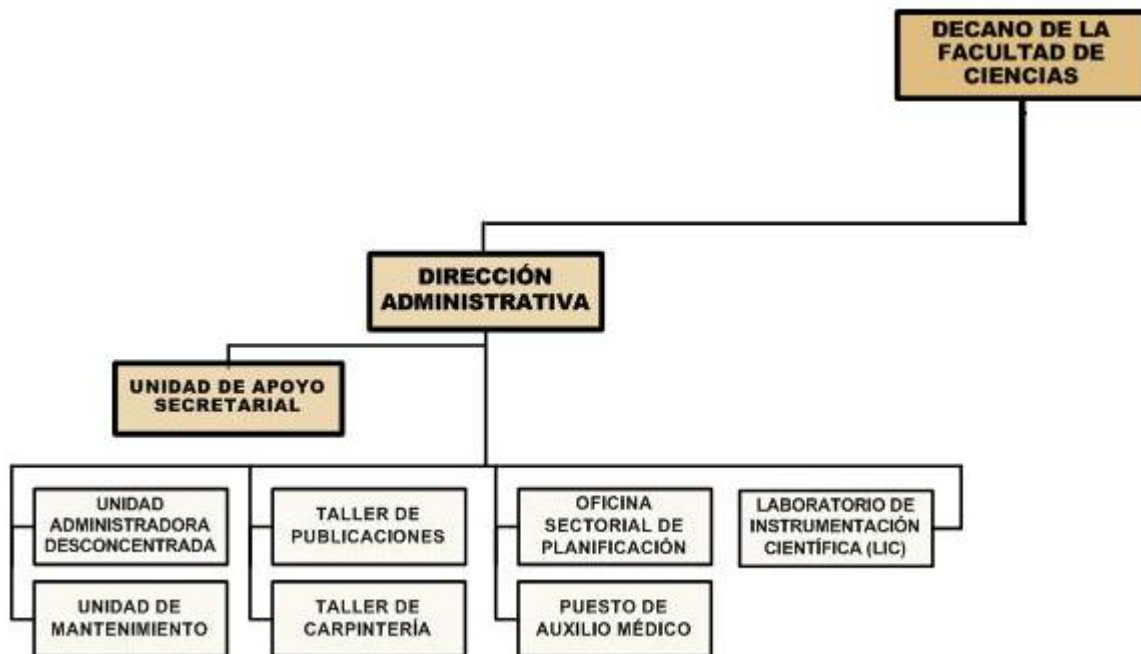 DECANO DE LA
FACULTAD DE
CIENCIAS
DIRECCIÓN
ADMINISTRATIVA
UNIDAD DE APOYO
SECRETARIAL
UNIDAD
ADMINISTRADORA
DESCONCENTRADA
TALLER DE
PUBLICACIONES
OFICINA
SECTORIAL DE
PLANIFICACIÓN
LABORATORIO DE
INSTRUMENTACIÓN
CIENTÍFICA (LIC)
UNIDAD DE
MANTENIMIENTO
TALLER DE
CARPINTERÍA
PUESTO DE
AUXILIO MÉDICO